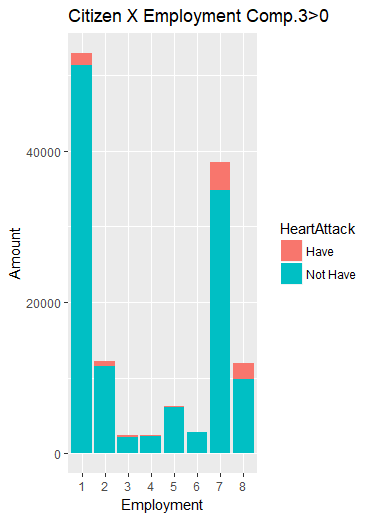 Citizen X Employment Comp.3>0
Amount
40000
20000
0
1 2 3 4 5 6 7 8
Employment
HeartAttack
Have
Not Have